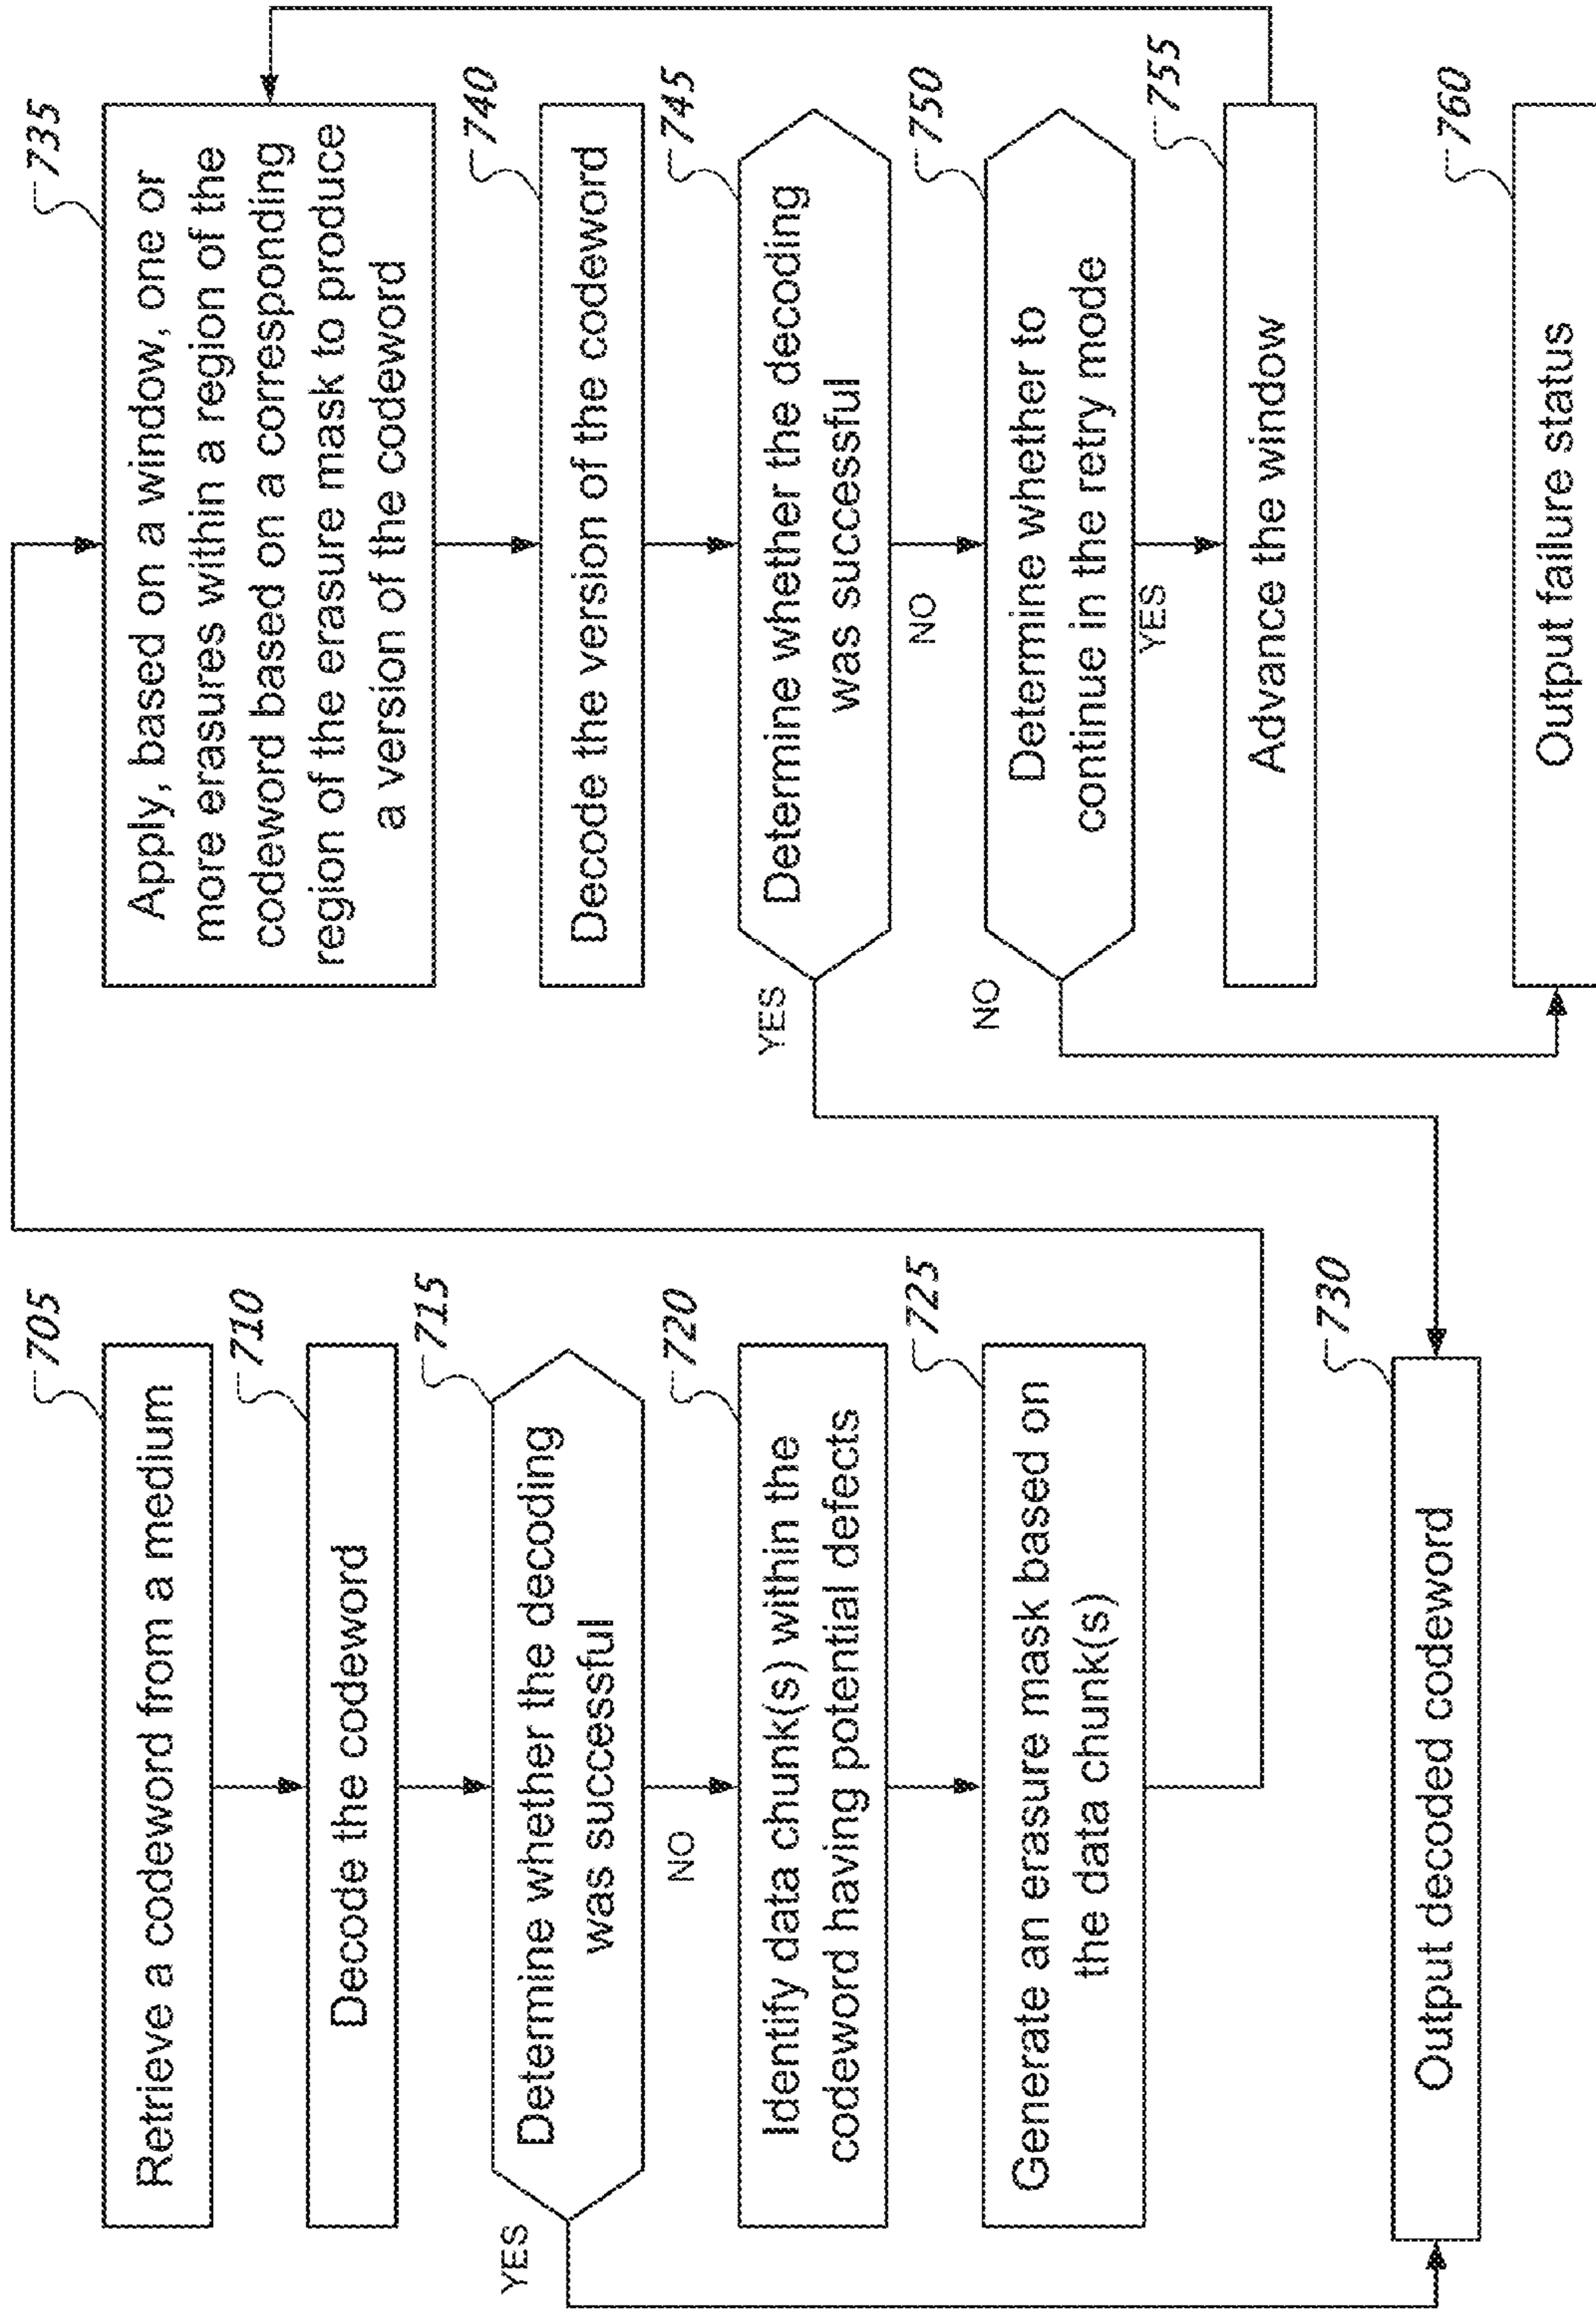 705
Retrieve a codeword from a medium
710
Decode the codeword
715
Determine whether the decoding
was successful
YES
NO
720
Identify data chunk(s) within the
codeword having potential defects
725
Generate an erasure mask based on
the data chunk(s)
730
Output decoded codeword
735
Apply, based on a window, one or
more erasures within a region of the
codeword based on a corresponding
region of the erasure mask to produce
a version of the codeword
740
Decode the version of the codeword
745
Determine whether the decoding
was successful
YES
NO
750
Determine whether to
continue in the retry mode
NO
YES
755
Advance the window
760
Output failure status